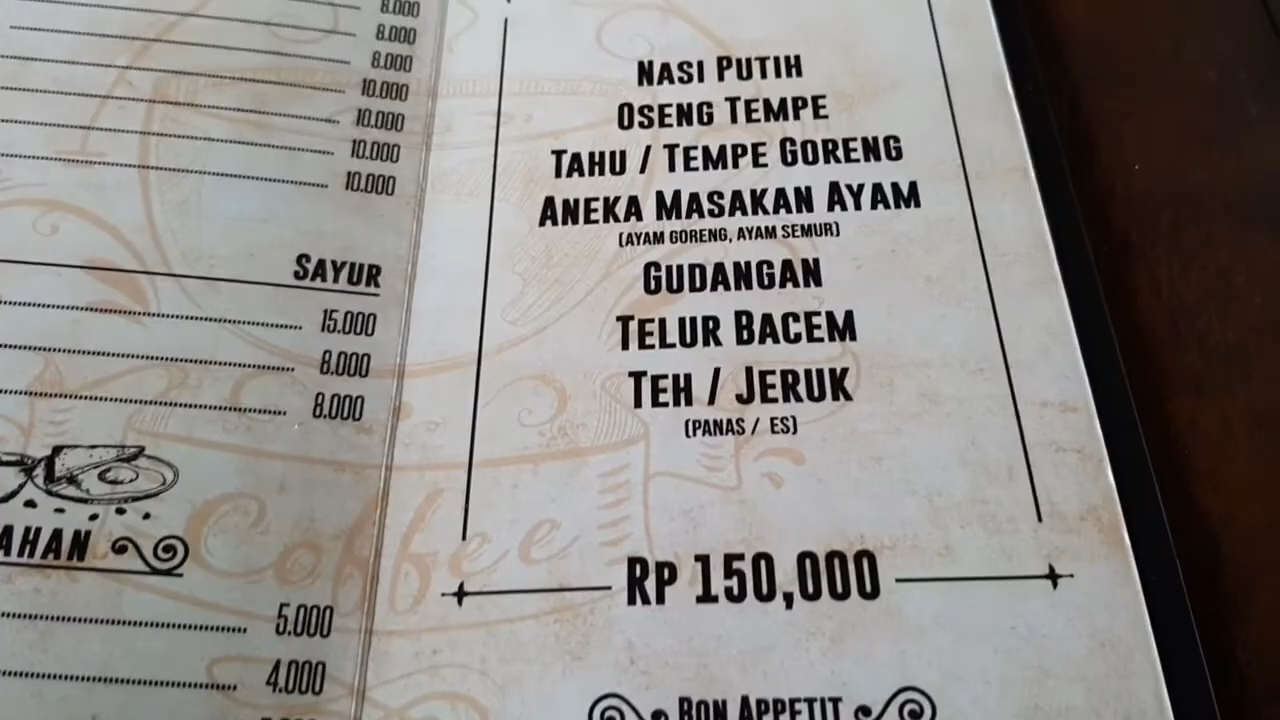 8.000
8.000
8.000
10.000
10.000
10.000
10.000
SAYUR
15.000
8.000
8.000
AHAN
5.000
4.000
NASI PUTIH
OSENG TEMPE
TAHU / TEMPE GORENG
ANEKA MASAKAN AYAM
(AYAM GORENG, AYAM SEMUR)
GUDANGAN
TELUR BACEM
TEH / JERUK
(PANAS / ES)
RP 150,000
BON APPETIT
Coffee